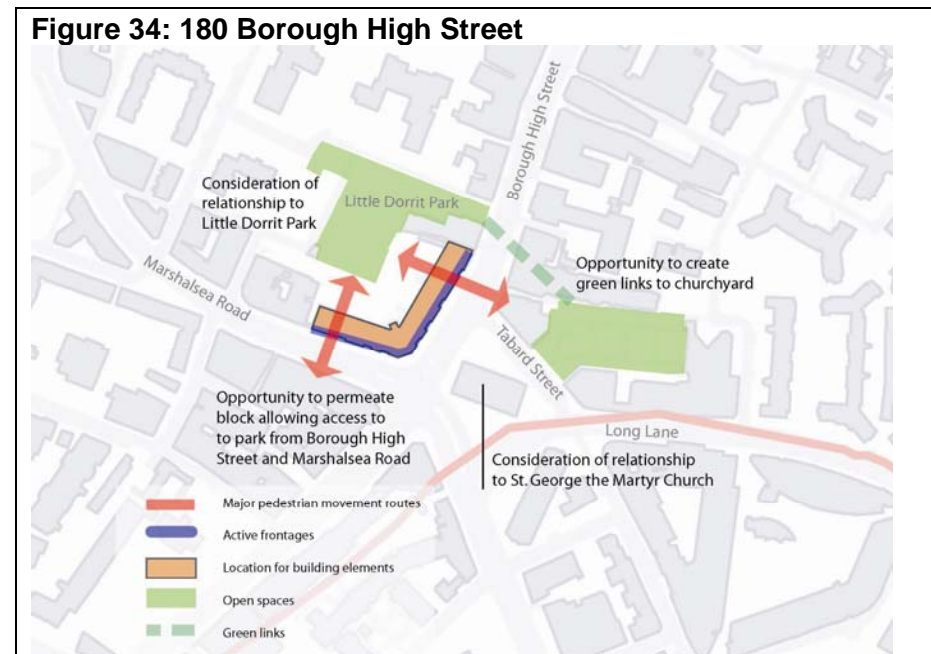 Figure 34: 180 Borough High Street
Borough High Street
Consideration of
relationship to
Little Dorrit Park
Little Dorrit Park
Opportunity to create
green links to churchyard
Marshalsea Road
Tabard Street
Opportunity to permeate
block allowing access to
to park from Borough High
Street and Marshalsea Road
Long Lane
Consideration of relationship
to St. George the Martyr Church
Major pedestrian movement routes
Active frontages
Location for building elements
Open spaces
Green links